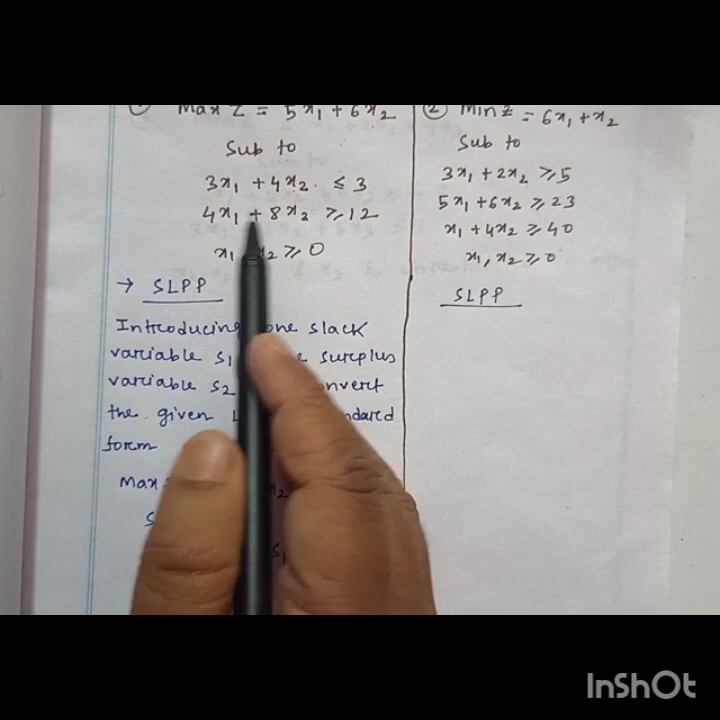 ① Max Z = 5x₁ + 6x₂
Sub to
3x₁ + 4x₂ ≤ 3
4x₁ + 8x₂ ≥ 12
x₁ x₂ ≥ 0
→ SLPP
Introducing one slack
variable S₁ surplus
variable S₂ convert
the given
form
Max
② Min Z = 6x₁ + x₂
Sub to
3x₁ + 2x₂ ≥ 5
5x₁ + 6x₂ ≥ 23
x₁ + 4x₂ ≥ 40
x₁, x₂ ≥ 0
SLPP
InShOt